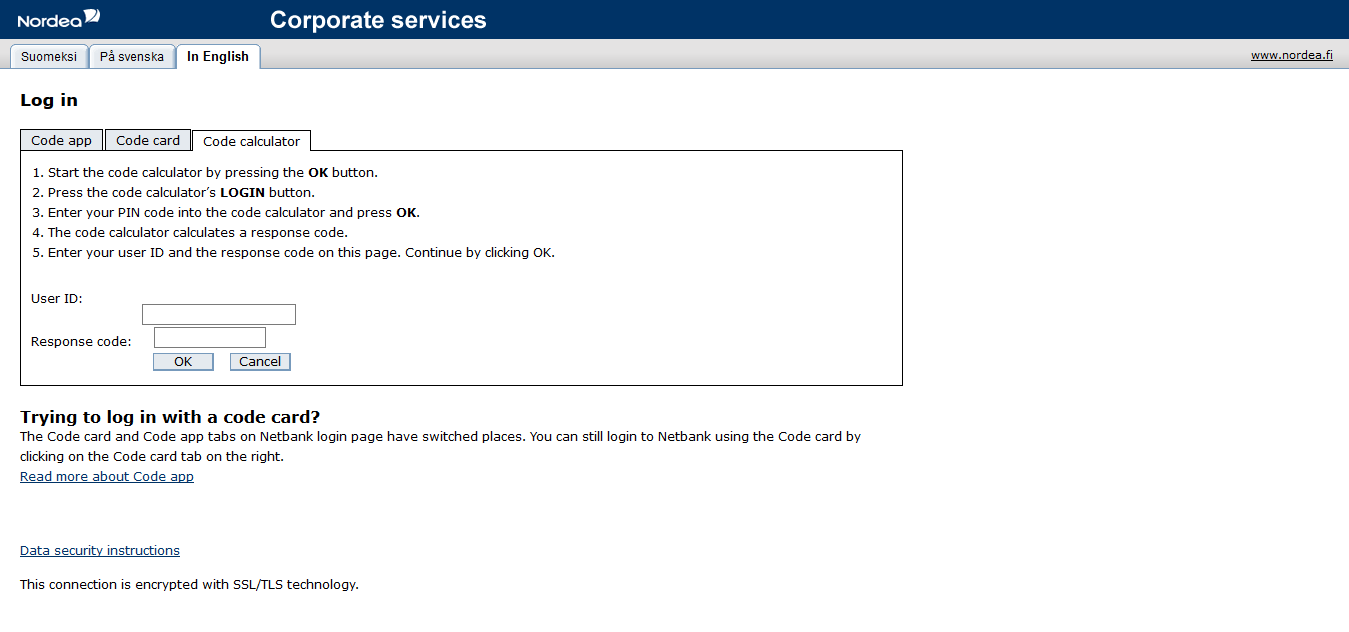 Nordea
Corporate services
Suomeksi På svenska In English
www.nordea.fi
Log in
Code app Code card Code calculator
1. Start the code calculator by pressing the OK button.
2. Press the code calculator's LOGIN button.
3. Enter your PIN code into the code calculator and press OK.
4. The code calculator calculates a response code.
5. Enter your user ID and the response code on this page. Continue by clicking OK.
User ID:
Response code:
OK Cancel
Trying to log in with a code card?
The Code card and Code app tabs on Netbank login page have switched places. You can still login to Netbank using the Code card by
clicking on the Code card tab on the right.
Read more about Code app
Data security instructions
This connection is encrypted with SSL/TLS technology.